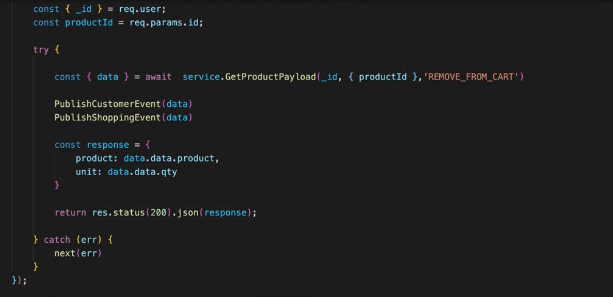 const { _id } = req.user;
const productId = req.params.id;
try {
const { data } = await  service.GetProductPayload(_id, { productId },'REMOVE_FROM_CART')
PublishCustomerEvent(data)
PublishShoppingEvent(data)
const response = {
product: data.data.product,
unit: data.data.qty
}
return res.status(200).json(response);
} catch (err) {
next(err)
}
});